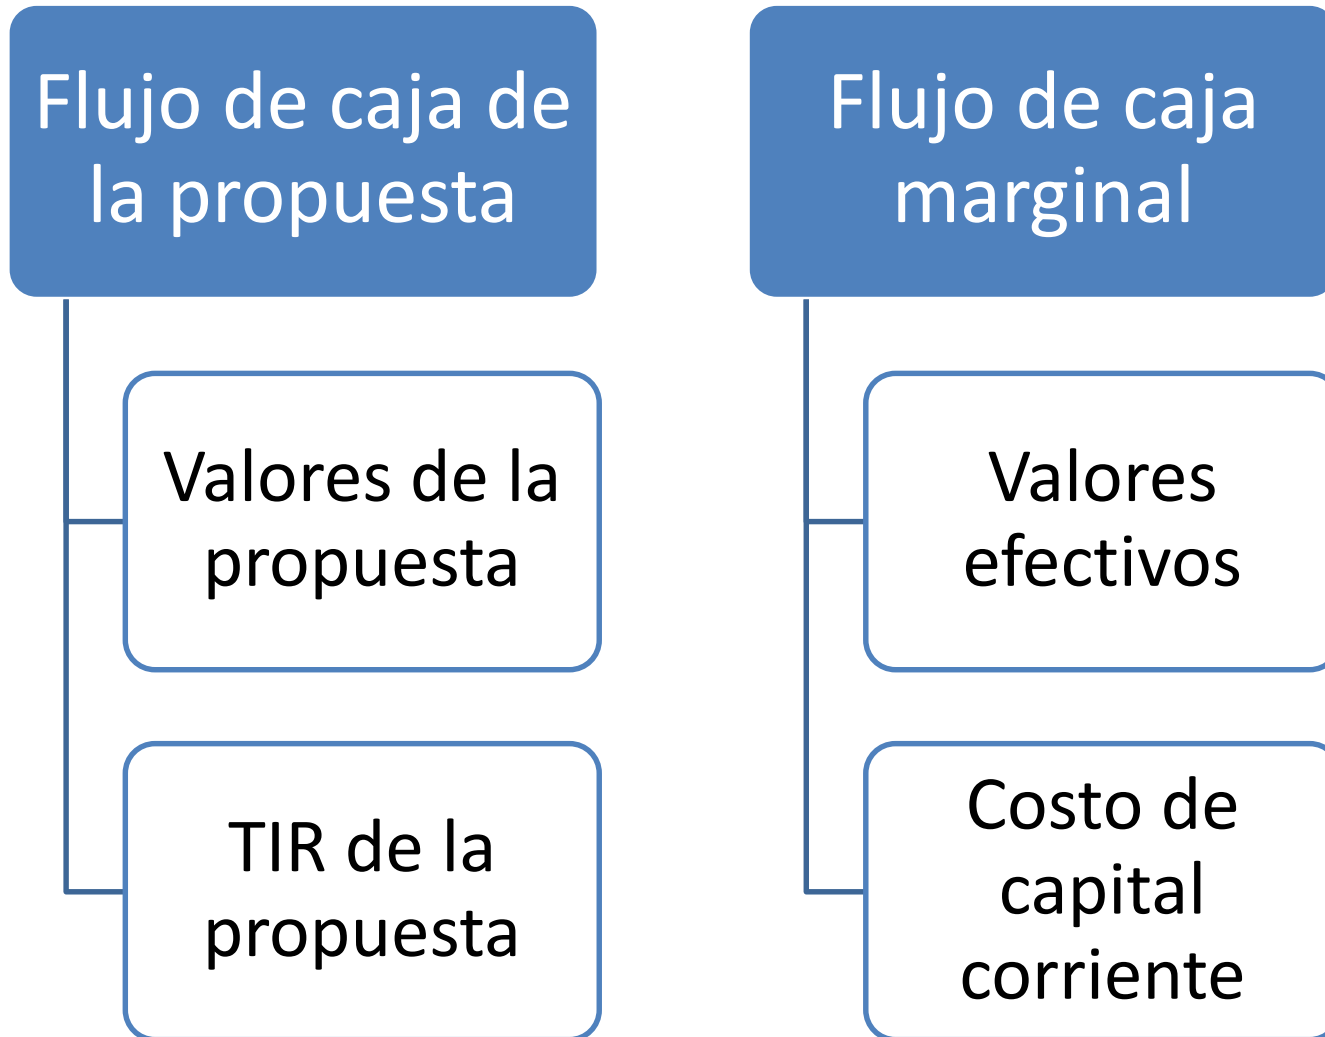 Flujo de caja de
la propuesta
Valores de la
propuesta
TIR de la
propuesta
Flujo de caja
marginal
Valores
efectivos
Costo de
capital
corriente